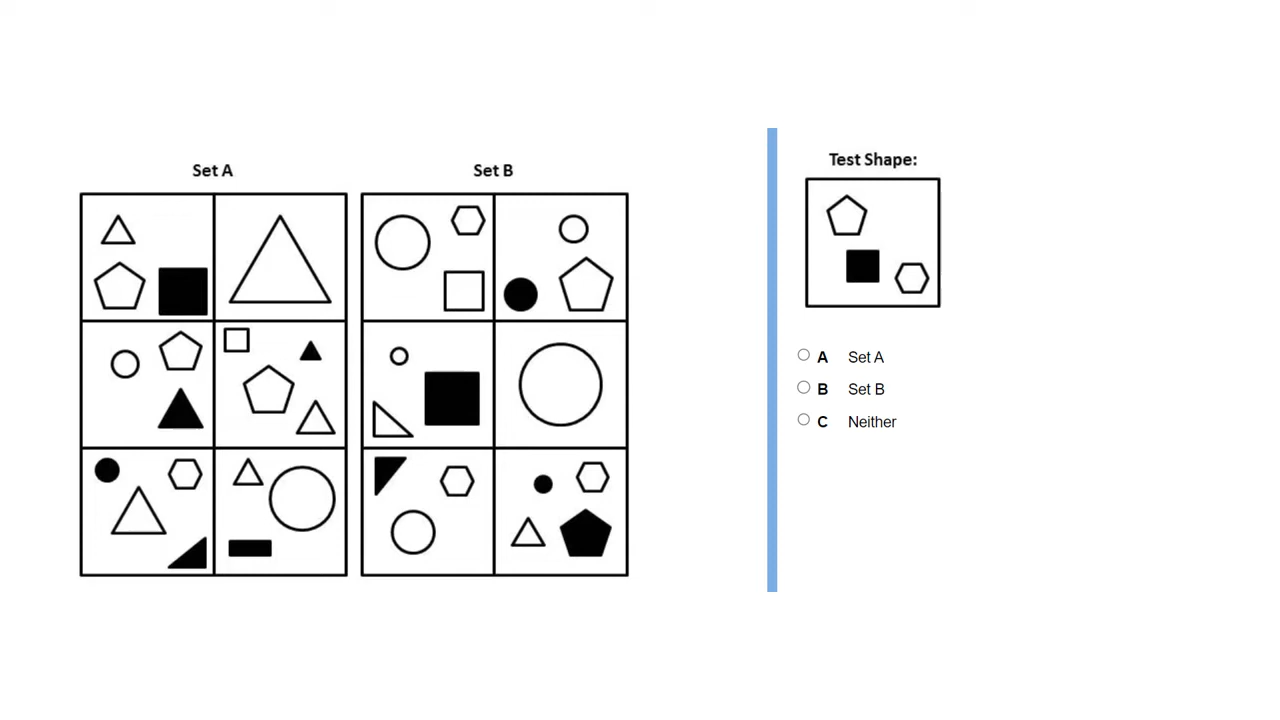 Set A
Set B
Test Shape:
A Set A
B Set B
C Neither